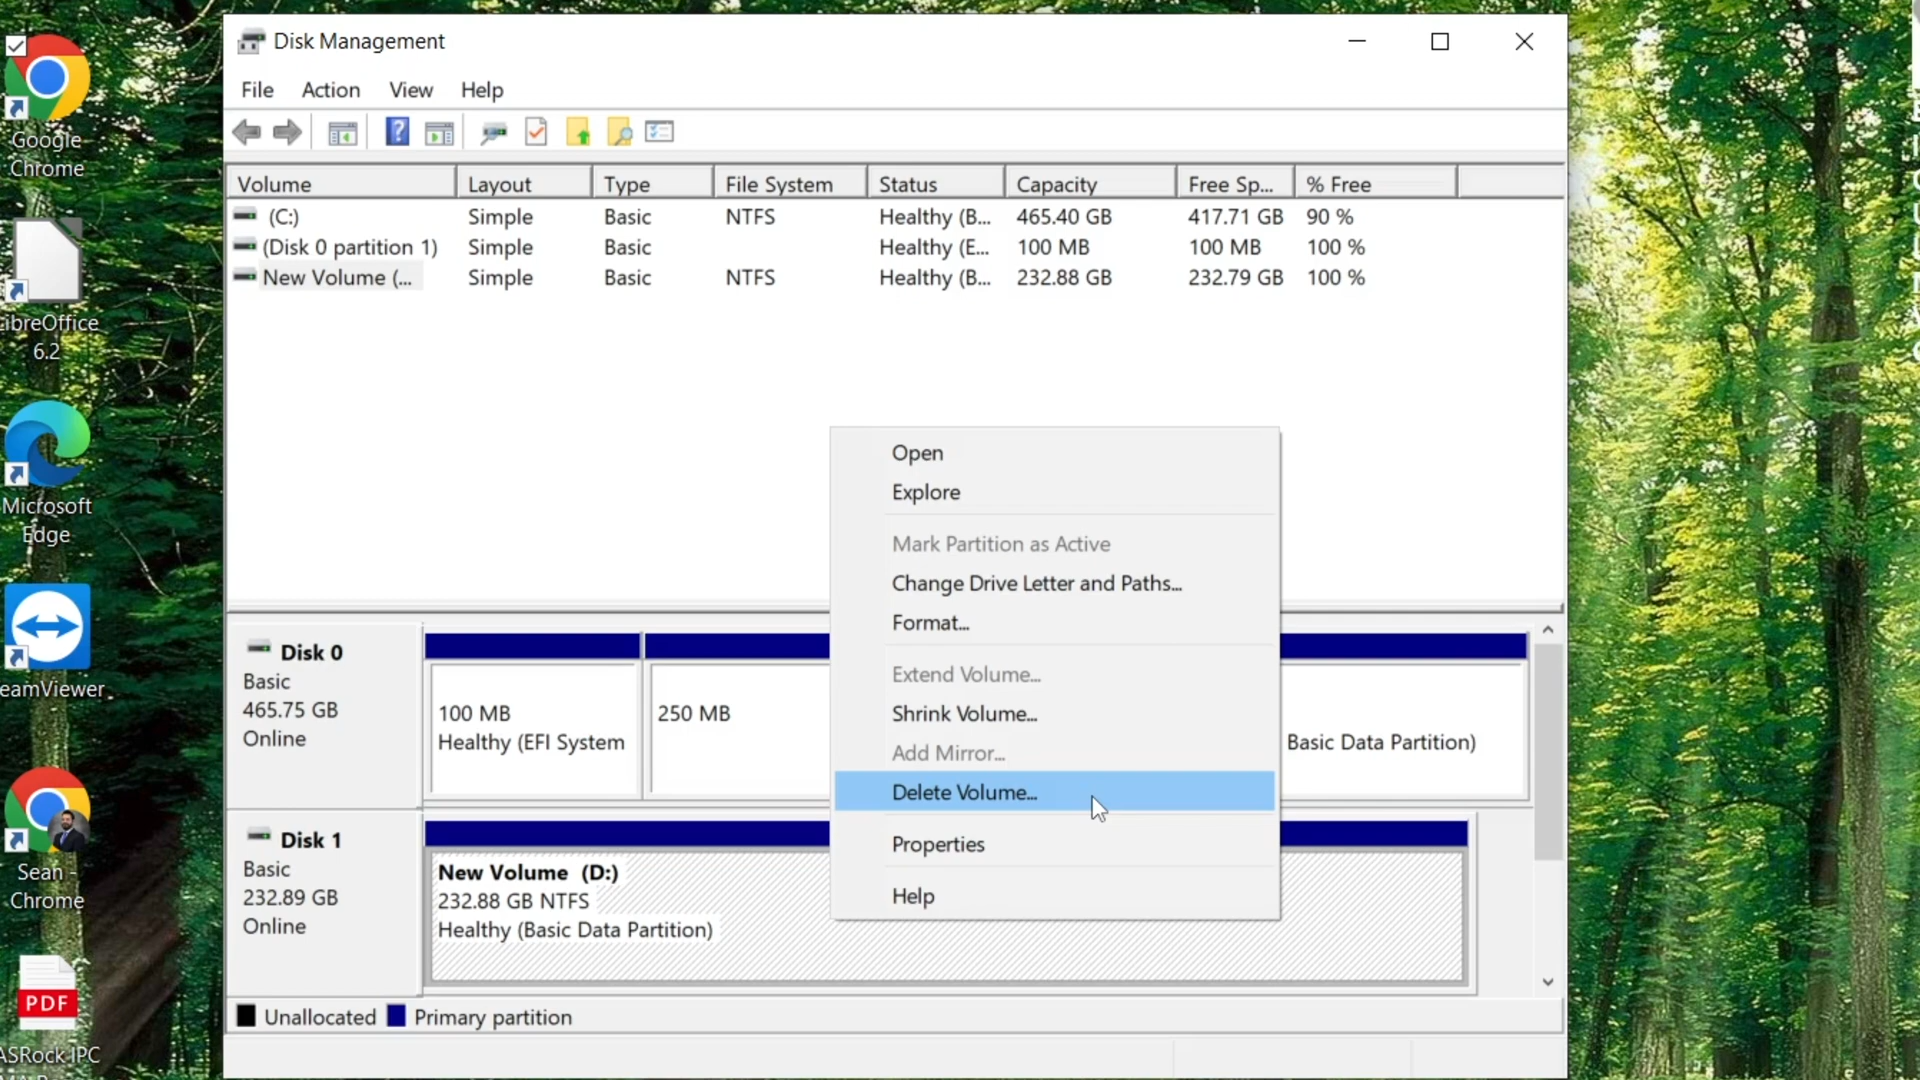 Disk Management
File Action View Help
Volume Layout Type File System Status Capacity Free Sp... % Free
(C:) Simple Basic NTFS Healthy (B... 465.40 GB 417.71 GB 90 %
(Disk 0 partition 1) Simple Basic Healthy (E... 100 MB 100 MB 100 %
New Volume (... Simple Basic NTFS Healthy (B... 232.88 GB 232.79 GB 100 %
Open
Explore
Mark Partition as Active
Change Drive Letter and Paths...
Format...
Extend Volume...
Shrink Volume...
Add Mirror...
Delete Volume...
Properties
Help
Disk 0
Basic
465.75 GB
Online
100 MB
Healthy (EFI System
250 MB
Basic Data Partition)
Disk 1
Basic
232.89 GB
Online
New Volume (D:)
232.88 GB NTFS
Healthy (Basic Data Partition)
Unallocated Primary partition
Google
Chrome
ibreOffice
6.2
Microsoft
Edge
eamViewer
Sean -
Chrome
PDF
ASRock IPC